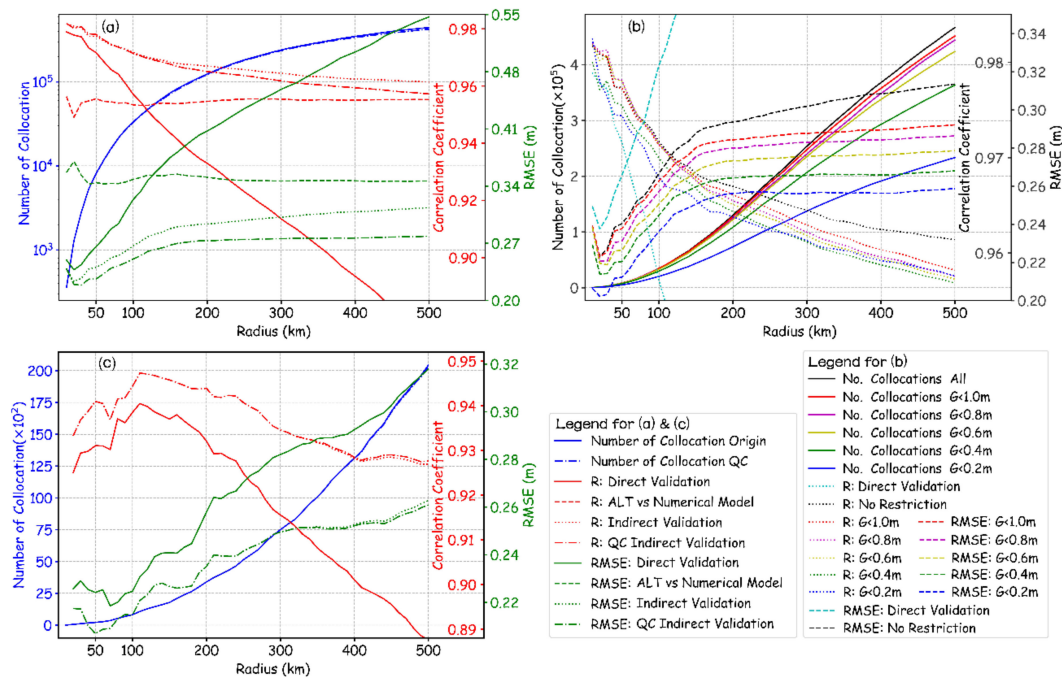 (a)
Number of Collocation
10^5
10^4
10^3
0.98
0.96
0.94
0.92
0.90
Correlation Coefficient
0.55
0.48
0.41
0.34
0.27
0.20
RMSE (m)
50 100 200 300 400 500
Radius (km)
(b)
Number of Collocation(×10^5)
4
3
2
1
0
0.98
0.97
0.96
Correlation Coefficient
0.34
0.32
0.30
0.28
0.26
0.24
0.22
0.20
RMSE (m)
50 100 200 300 400 500
Radius (km)
(c)
Number of Collocation(×10^2)
200
175
150
125
100
75
50
25
0
0.95
0.94
0.93
0.92
0.91
0.90
0.89
Correlation Coefficient
0.32
0.30
0.28
0.26
0.24
0.22
RMSE (m)
50 100 200 300 400 500
Radius (km)
Legend for (a) & (c)
Number of Collocation Origin
Number of Collocation QC
R: Direct Validation
R: ALT vs Numerical Model
R: Indirect Validation
R: QC Indirect Validation
RMSE: Direct Validation
RMSE: ALT vs Numerical Model
RMSE: Indirect Validation
RMSE: QC Indirect Validation
Legend for (b)
No. Collocations All
No. Collocations G<1.0m
No. Collocations G<0.8m
No. Collocations G<0.6m
No. Collocations G<0.4m
No. Collocations G<0.2m
R: Direct Validation
R: No Restriction
R: G<1.0m RMSE: G<1.0m
R: G<0.8m RMSE: G<0.8m
R: G<0.6m RMSE: G<0.6m
R: G<0.4m RMSE: G<0.4m
R: G<0.2m RMSE: G<0.2m
RMSE: Direct Validation
RMSE: No Restriction